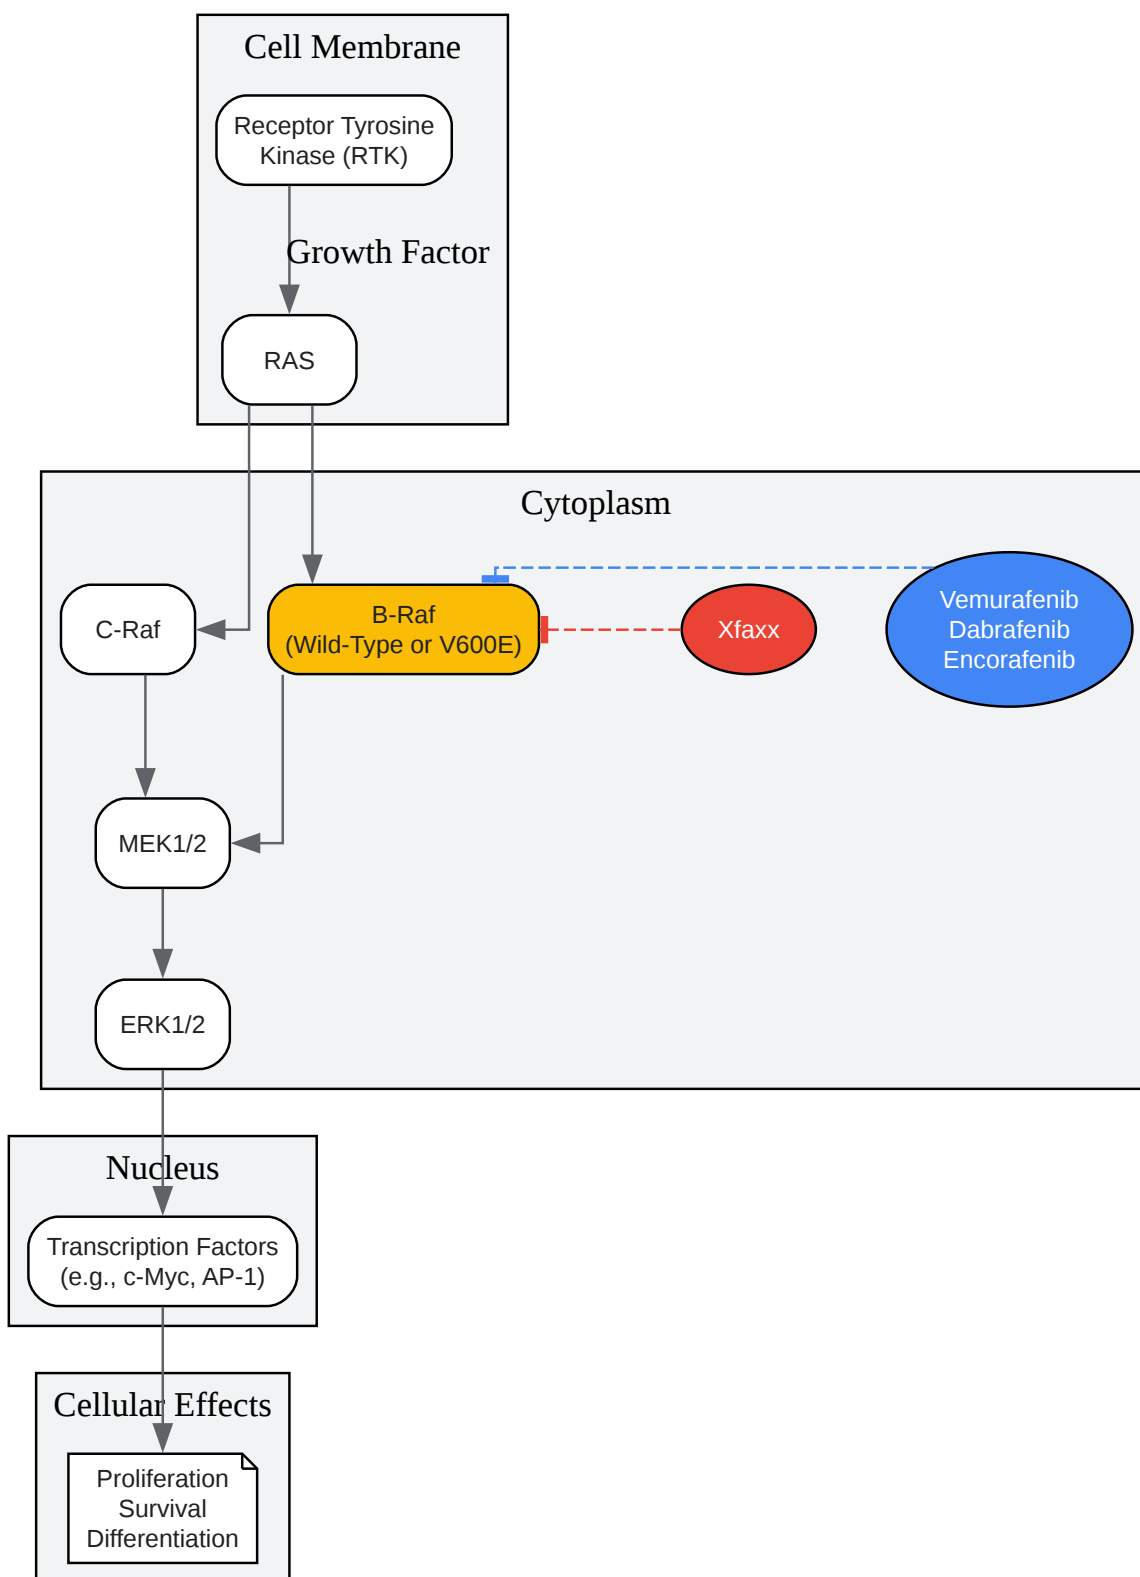 Cell Membrane
Receptor Tyrosine
Kinase (RTK)
Growth Factor
RAS
Cytoplasm
C-Raf
B-Raf
(Wild-Type or V600E)
Xfaxx
Vemurafenib
Dabrafenib
Encorafenib
MEK1/2
ERK1/2
Nucleus
Transcription Factors
(e.g., c-Myc, AP-1)
Cellular Effects
Proliferation
Survival
Differentiation